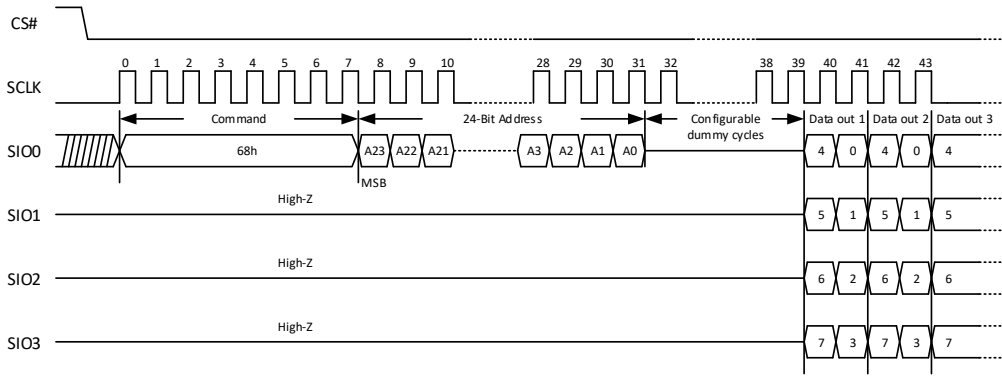 CS#
0 1 2 3 4 5 6 7 8 9 10 28 29 30 31 32 38 39 40 41 42 43
SCLK
Command 24-Bit Address Configurable dummy cycles Data out 1 Data out 2 Data out 3
SIO0 68h A23 A22 A21 A3 A2 A1 A0 4 0 4 0 4
MSB
High-Z
SIO1 5 1 5 1 5
High-Z
SIO2 6 2 6 2 6
High-Z
SIO3 7 3 7 3 7